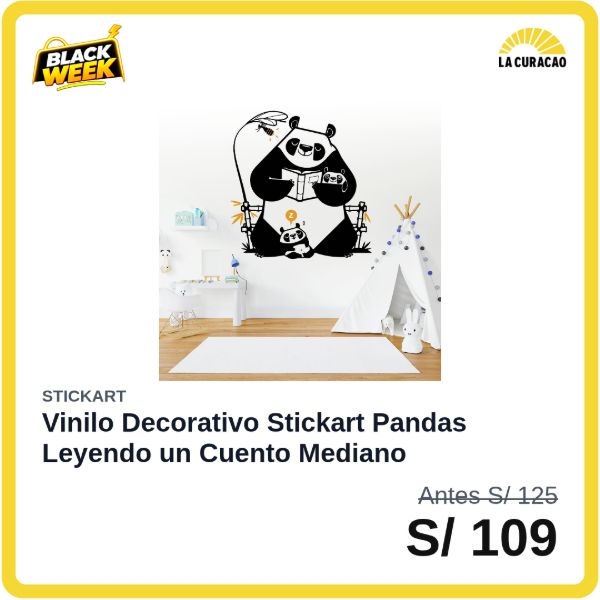 BLACK
WEEK
LA CURACAO
Z
z
STICKART
Vinilo Decorativo Stickart Pandas
Leyendo un Cuento Mediano
Antes S/ 125
S/ 109